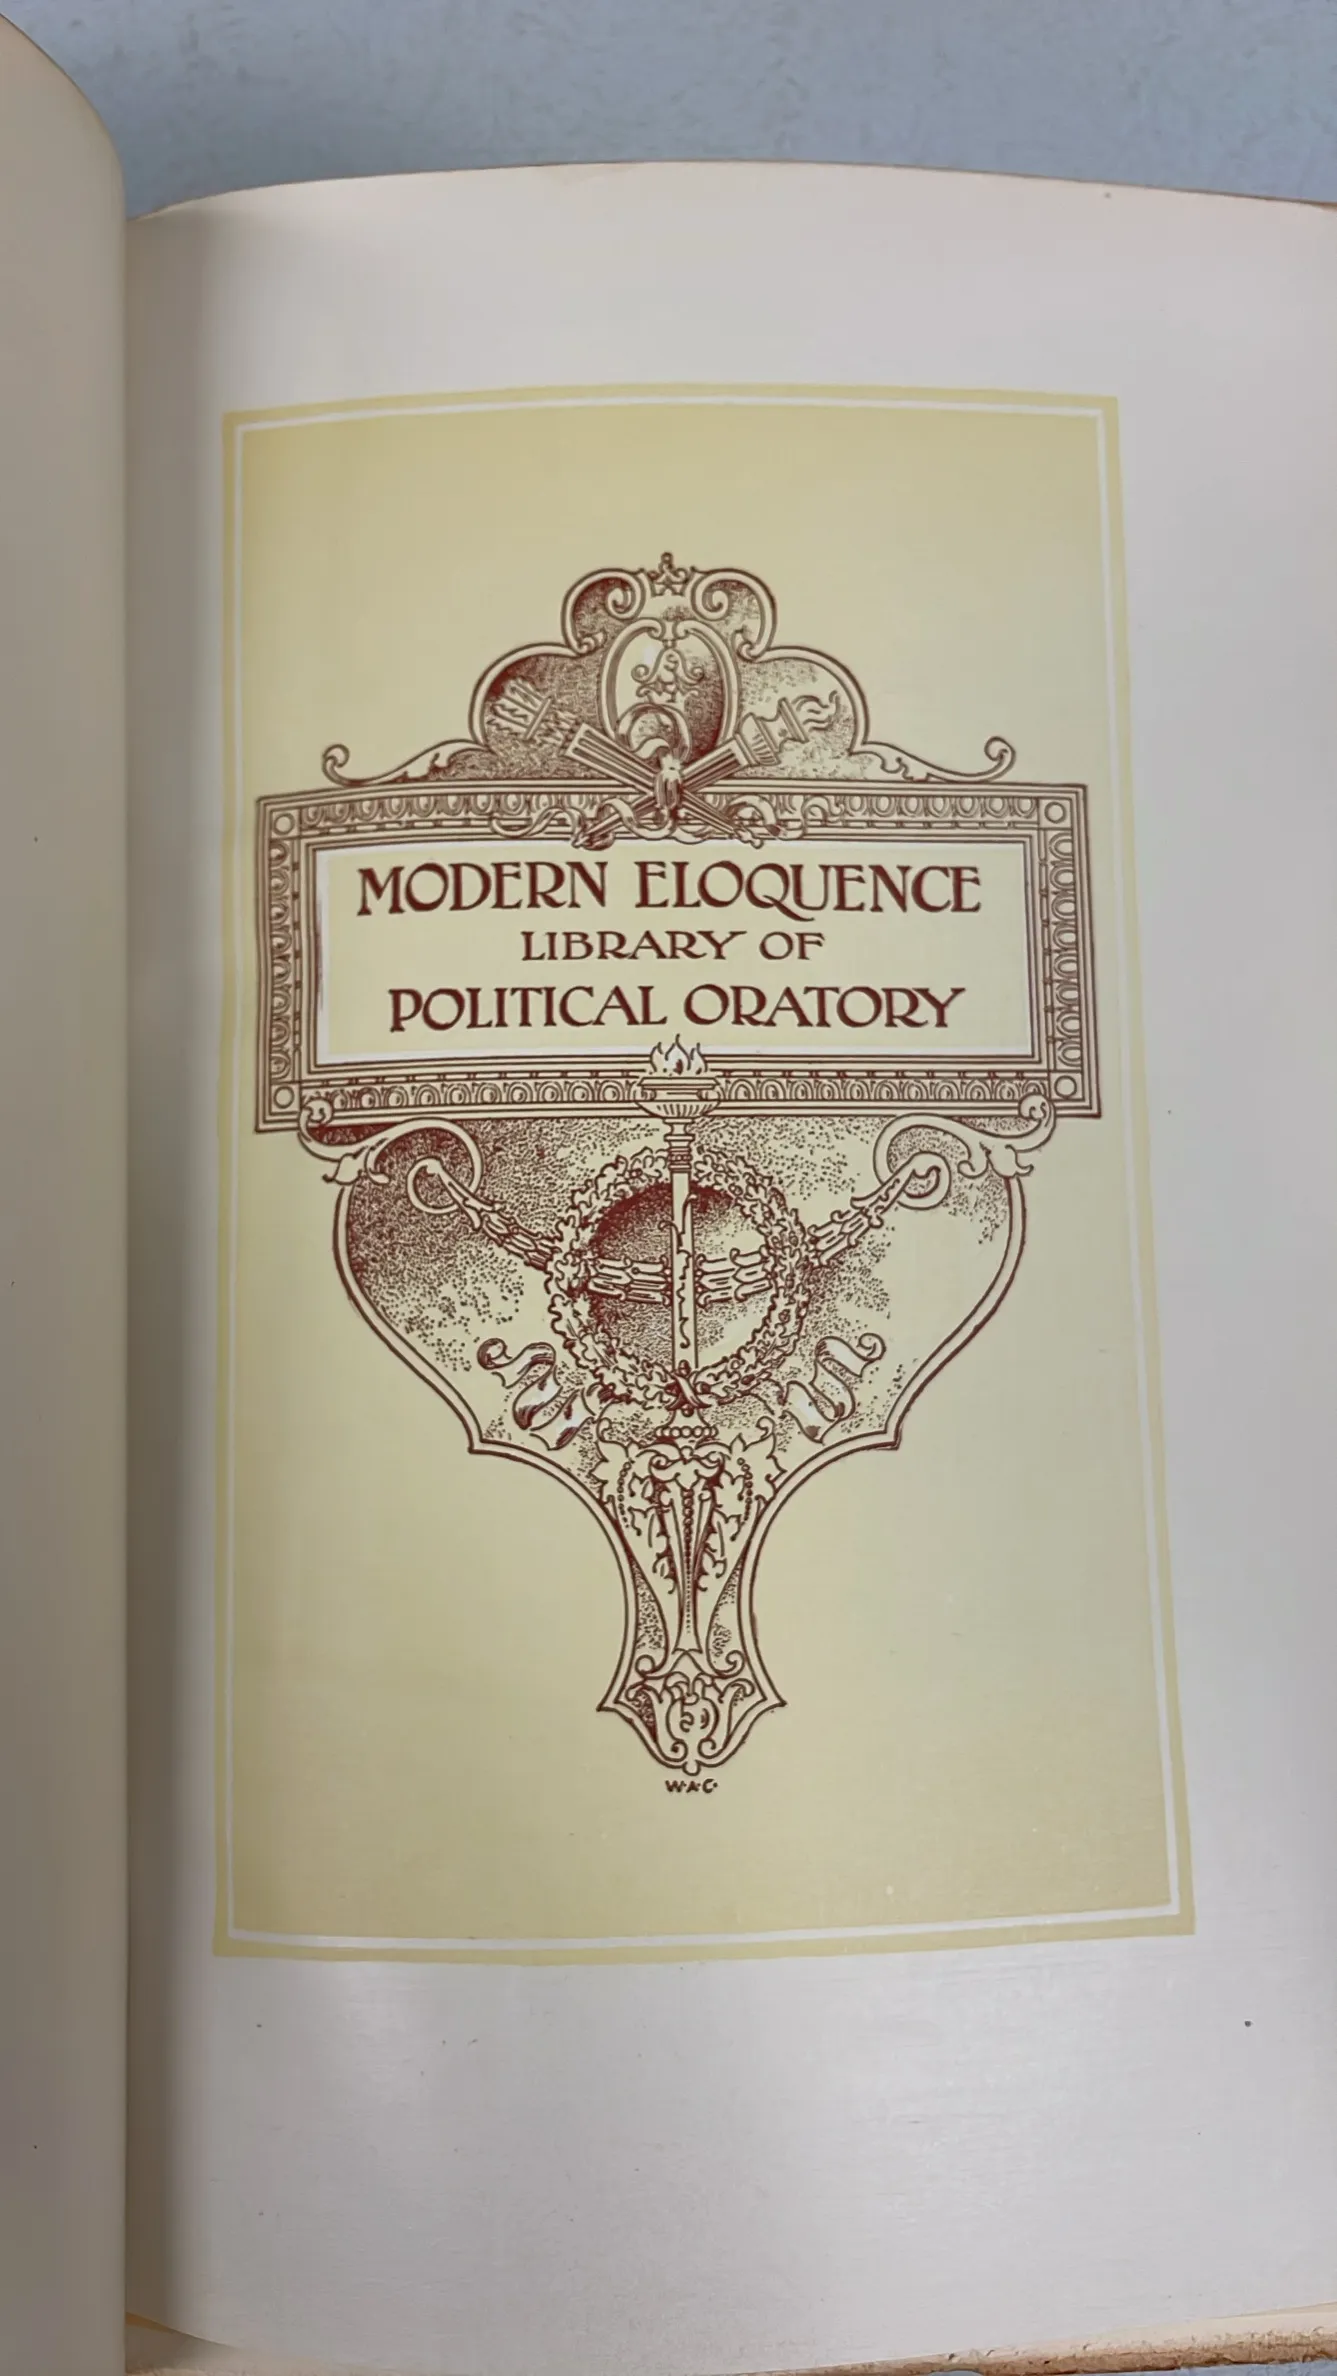 MODERN ELOQUENCE
LIBRARY OF
POLITICAL ORATORY
W·A·C·